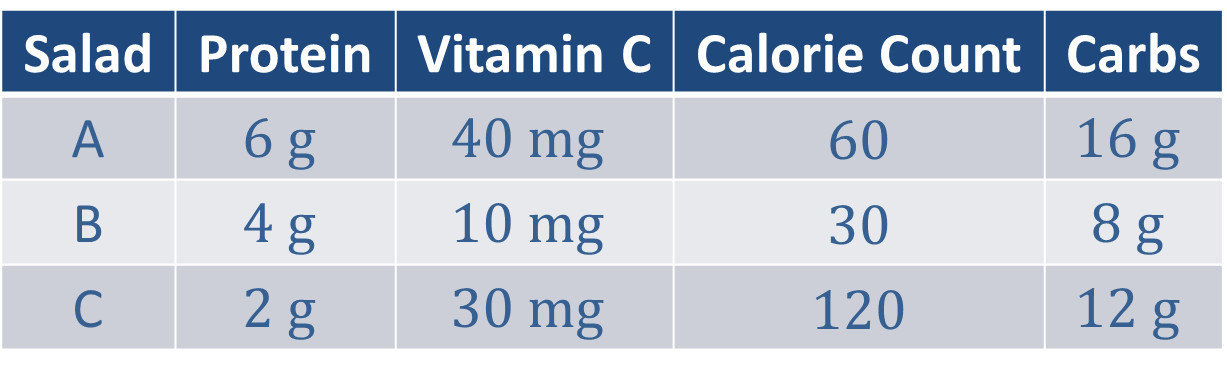 Salad Protein Vitamin C Calorie Count Carbs
A 6 g 40 mg 60 16 g
B 4 g 10 mg 30 8 g
C 2 g 30 mg 120 12 g